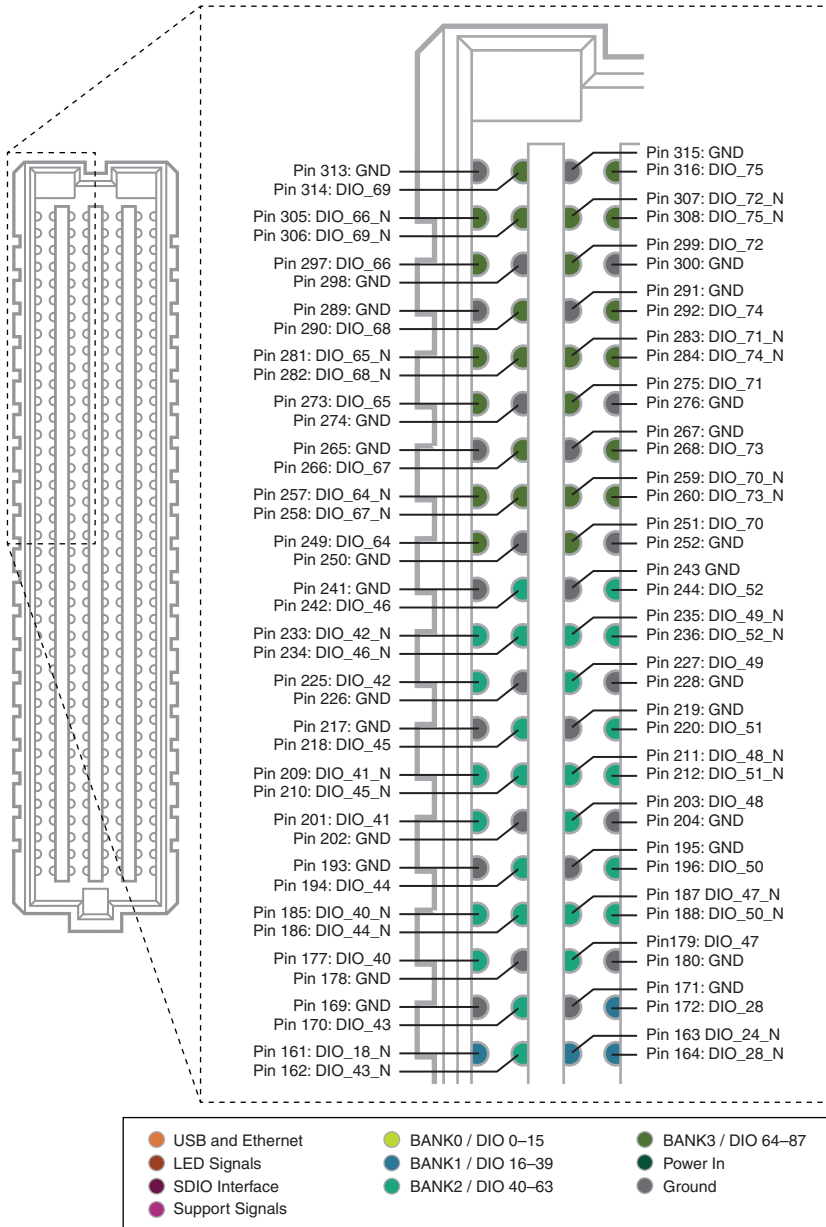 Pin 313: GND
Pin 314: DIO_69
Pin 305: DIO_66_N
Pin 306: DIO_69_N
Pin 297: DIO_66
Pin 298: GND
Pin 289: GND
Pin 290: DIO_68
Pin 281: DIO_65_N
Pin 282: DIO_68_N
Pin 273: DIO_65
Pin 274: GND
Pin 265: GND
Pin 266: DIO_67
Pin 257: DIO_64_N
Pin 258: DIO_67_N
Pin 249: DIO_64
Pin 250: GND
Pin 241: GND
Pin 242: DIO_46
Pin 233: DIO_42_N
Pin 234: DIO_46_N
Pin 225: DIO_42
Pin 226: GND
Pin 217: GND
Pin 218: DIO_45
Pin 209: DIO_41_N
Pin 210: DIO_45_N
Pin 201: DIO_41
Pin 202: GND
Pin 193: GND
Pin 194: DIO_44
Pin 185: DIO_40_N
Pin 186: DIO_44_N
Pin 177: DIO_40
Pin 178: GND
Pin 169: GND
Pin 170: DIO_43
Pin 161: DIO_18_N
Pin 162: DIO_43_N
Pin 315: GND
Pin 316: DIO_75
Pin 307: DIO_72_N
Pin 308: DIO_75_N
Pin 299: DIO_72
Pin 300: GND
Pin 291: GND
Pin 292: DIO_74
Pin 283: DIO_71_N
Pin 284: DIO_74_N
Pin 275: DIO_71
Pin 276: GND
Pin 267: GND
Pin 268: DIO_73
Pin 259: DIO_70_N
Pin 260: DIO_73_N
Pin 251: DIO_70
Pin 252: GND
Pin 243 GND
Pin 244: DIO_52
Pin 235: DIO_49_N
Pin 236: DIO_52_N
Pin 227: DIO_49
Pin 228: GND
Pin 219: GND
Pin 220: DIO_51
Pin 211: DIO_48_N
Pin 212: DIO_51_N
Pin 203: DIO_48
Pin 204: GND
Pin 195: GND
Pin 196: DIO_50
Pin 187 DIO_47_N
Pin 188: DIO_50_N
Pin179: DIO_47
Pin 180: GND
Pin 171: GND
Pin 172: DIO_28
Pin 163 DIO_24_N
Pin 164: DIO_28_N
USB and Ethernet
LED Signals
SDIO Interface
Support Signals
BANK0 / DIO 0–15
BANK1 / DIO 16–39
BANK2 / DIO 40–63
BANK3 / DIO 64–87
Power In
Ground